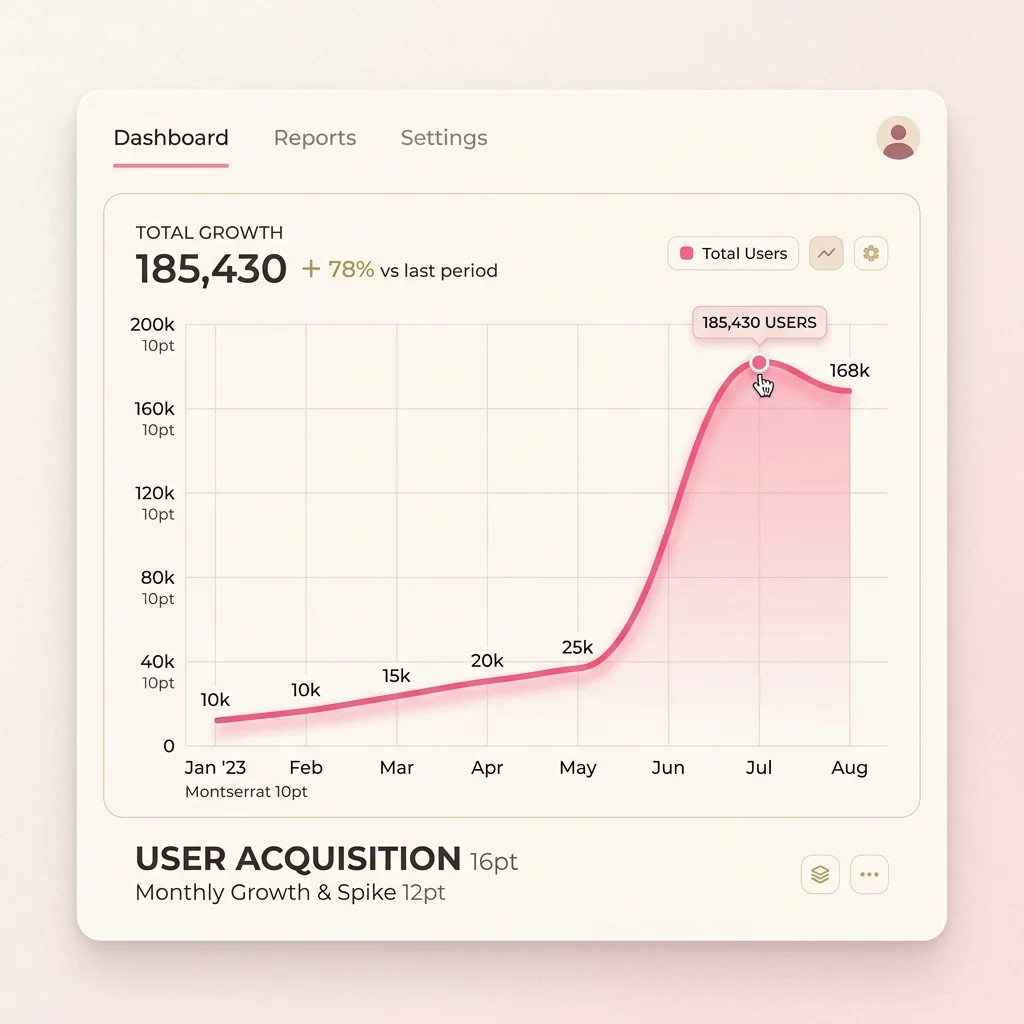 Dashboard Reports Settings
TOTAL GROWTH
185,430 + 78% vs last period
Total Users
185,430 USERS
200k
10pt
168k
160k
10pt
120k
10pt
80k
10pt
40k
10pt
10k 10k 15k 20k 25k
0
Jan '23 Feb Mar Apr May Jun Jul Aug
Montserrat 10pt
USER ACQUISITION 16pt
Monthly Growth & Spike 12pt